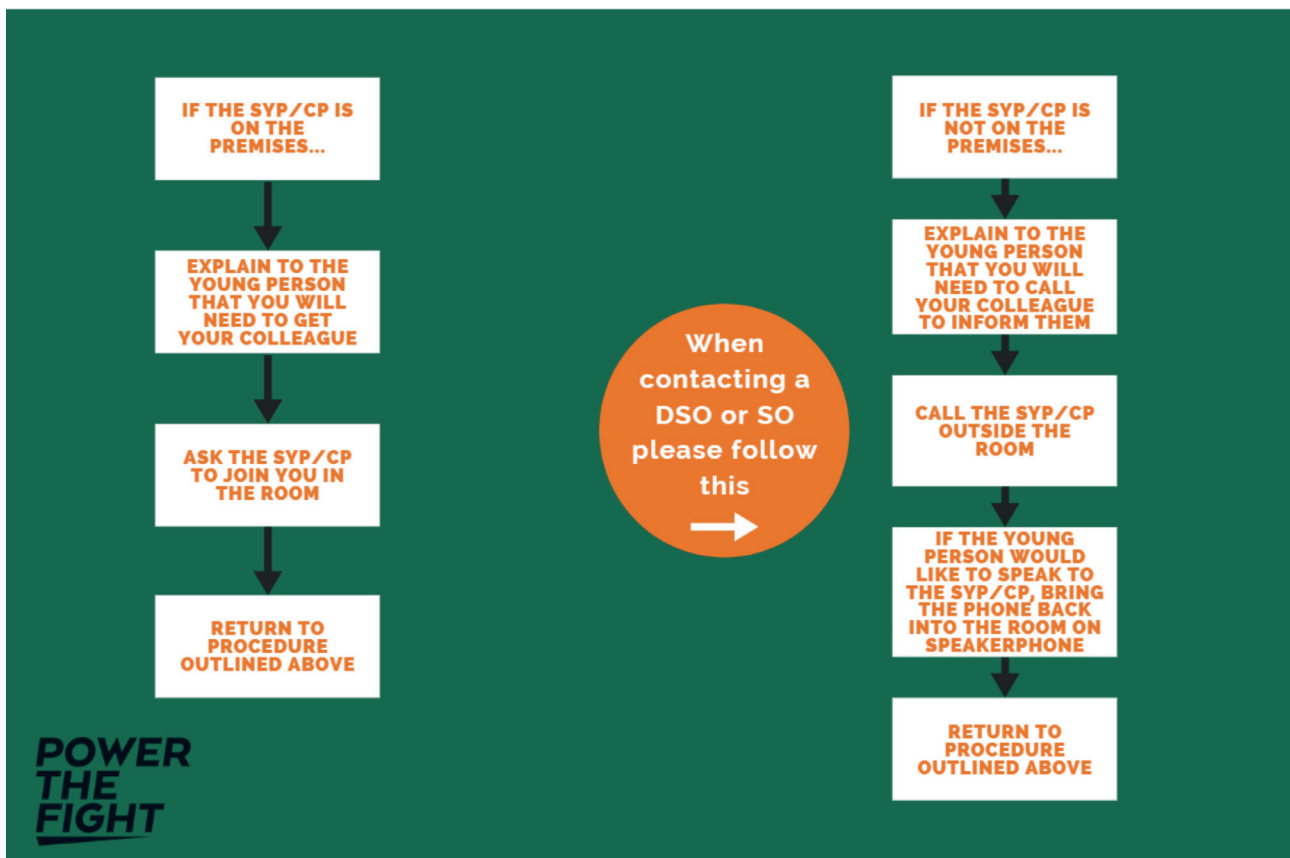 IF THE SYP/CP IS
ON THE
PREMISES...
EXPLAIN TO THE
YOUNG PERSON
THAT YOU WILL
NEED TO GET
YOUR COLLEAGUE
ASK THE SYP/CP
TO JOIN YOU IN
THE ROOM
RETURN TO
PROCEDURE
OUTLINED ABOVE
When
contacting a
DSO or SO
please follow
this
IF THE SYP/CP IS
NOT ON THE
PREMISES...
EXPLAIN TO THE
YOUNG PERSON
THAT YOU WILL
NEED TO CALL
YOUR COLLEAGUE
TO INFORM THEM
CALL THE SYP/CP
OUTSIDE THE
ROOM
IF THE YOUNG
PERSON WOULD
LIKE TO SPEAK TO
THE SYP/CP, BRING
THE PHONE BACK
INTO THE ROOM ON
SPEAKERPHONE
RETURN TO
PROCEDURE
OUTLINED ABOVE
POWER
THE
FIGHT